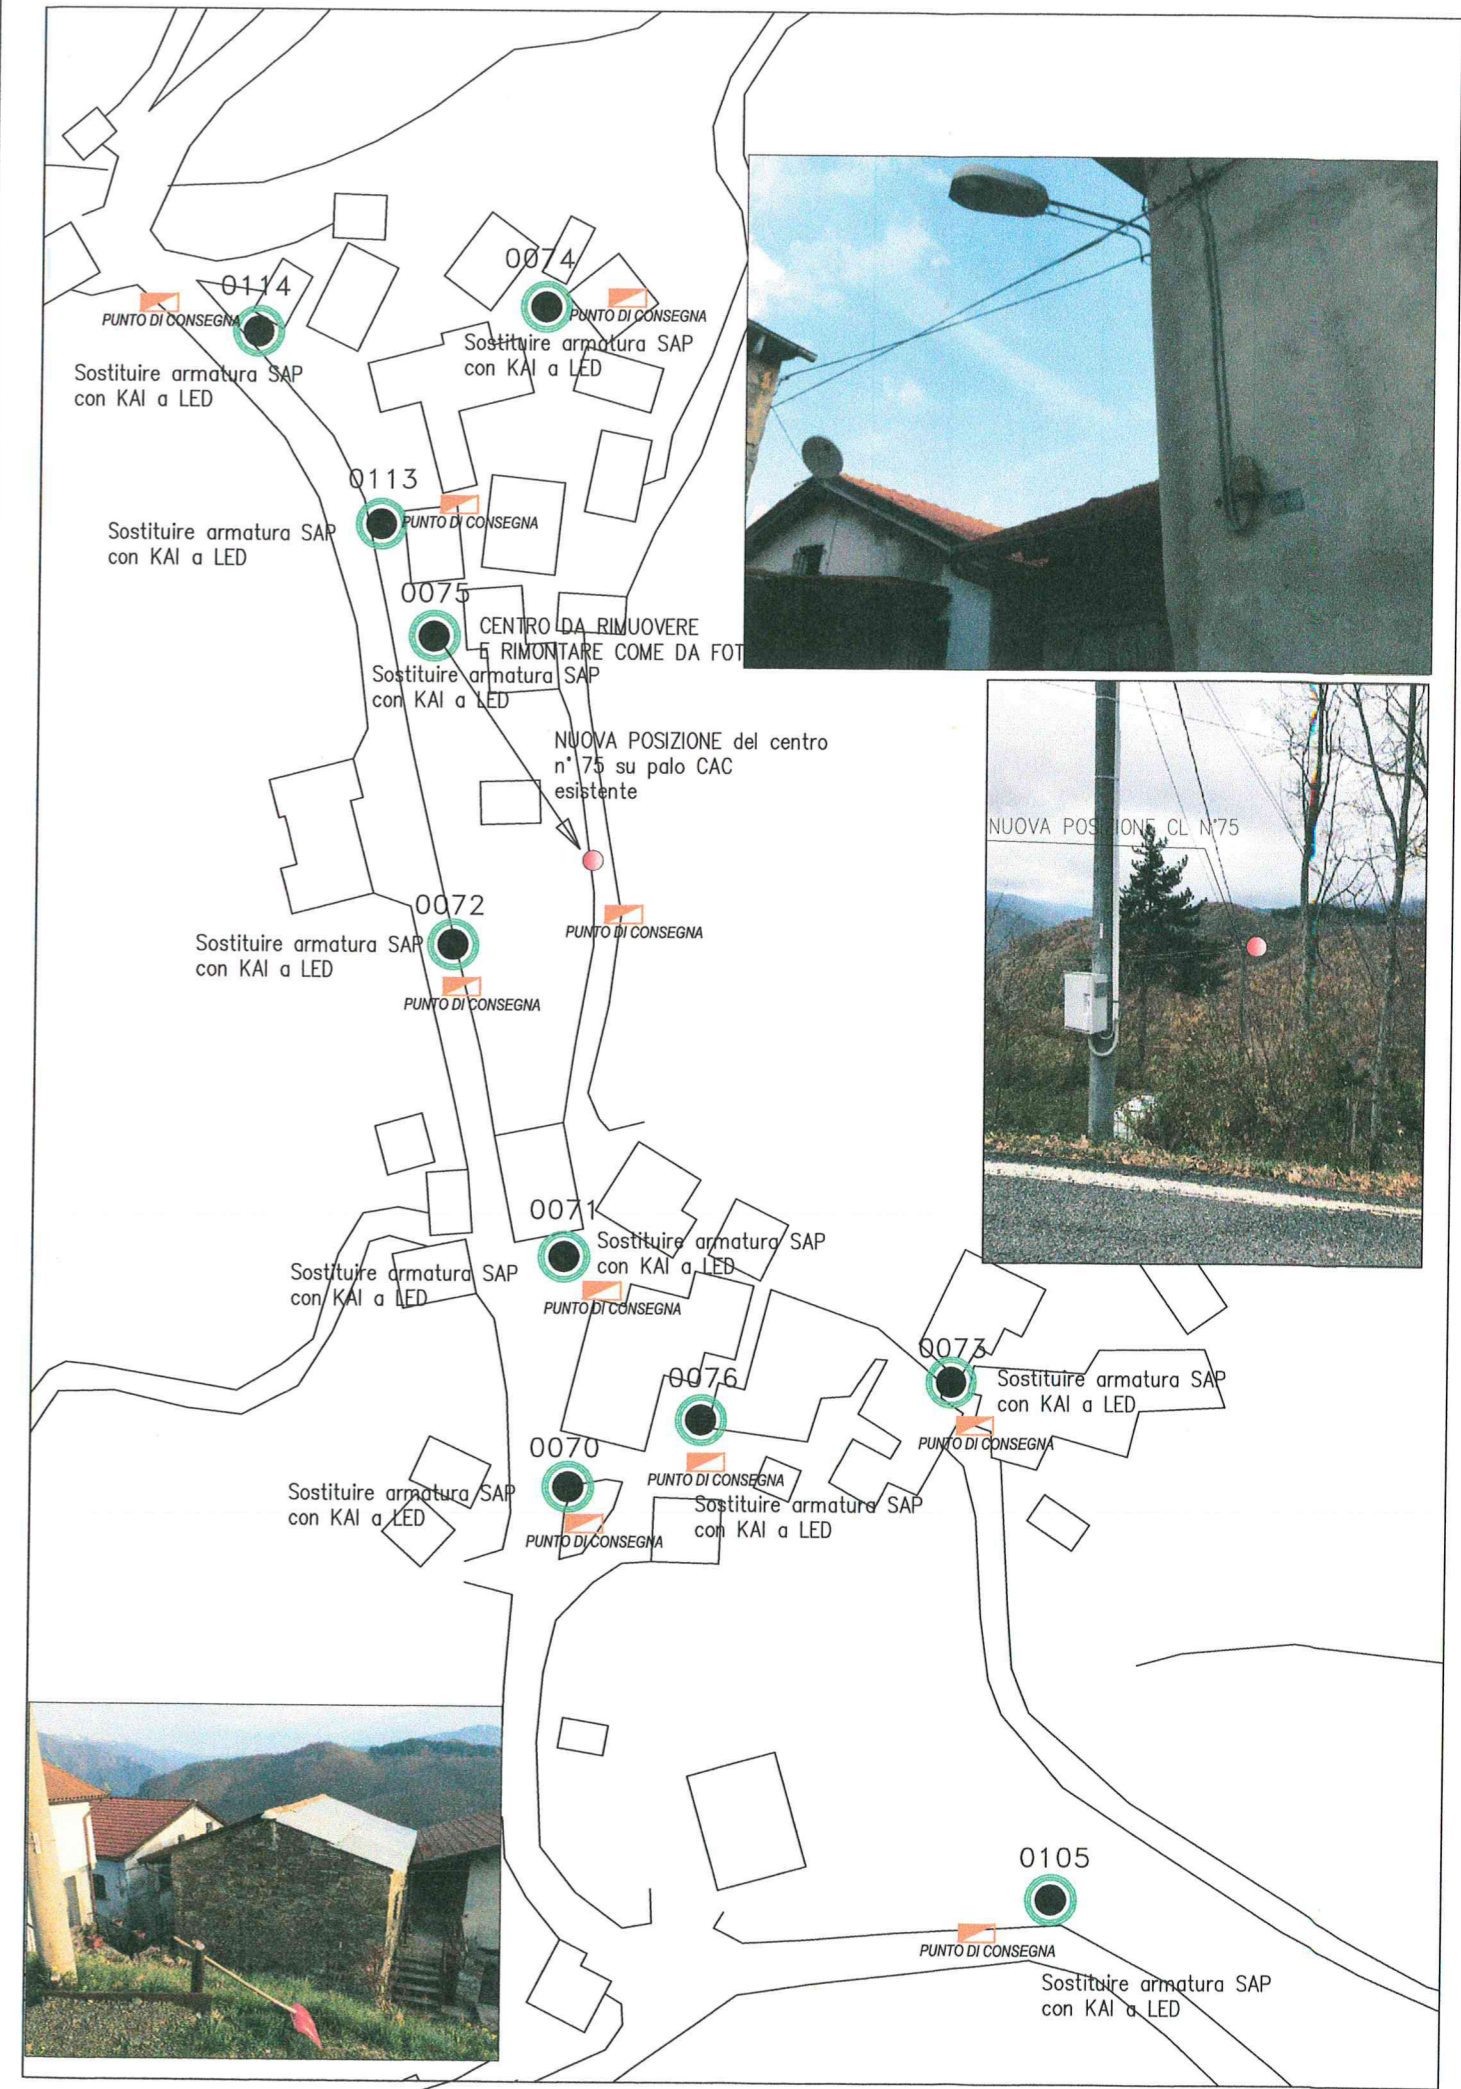 0074
0114
PUNTO DI CONSEGNA
PUNTO DI CONSEGNA
Sostituire armatura SAP
con KAI a LED
Sostituire armatura SAP
con KAI a LED
0113
PUNTO DI CONSEGNA
Sostituire armatura SAP
con KAI a LED
0075
CENTRO DA RIMUOVERE
E RIMONTARE COME DA FOT
Sostituire armatura SAP
con KAI a LED
NUOVA POSIZIONE del centro
n° 75 su palo CAC
esistente
NUOVA POSIZIONE CL N°75
0072
PUNTO DI CONSEGNA
Sostituire armatura SAP
con KAI a LED
PUNTO DI CONSEGNA
0071
Sostituire armatura SAP
con KAI a LED
Sostituire armatura SAP
con KAI a LED
PUNTO DI CONSEGNA
0073
0076
Sostituire armatura SAP
con KAI a LED
PUNTO DI CONSEGNA
0070
PUNTO DI CONSEGNA
Sostituire armatura SAP
con KAI a LED
Sostituire armatura SAP
con KAI a LED
PUNTO DI CONSEGNA
0105
PUNTO DI CONSEGNA
Sostituire armatura SAP
con KAI a LED